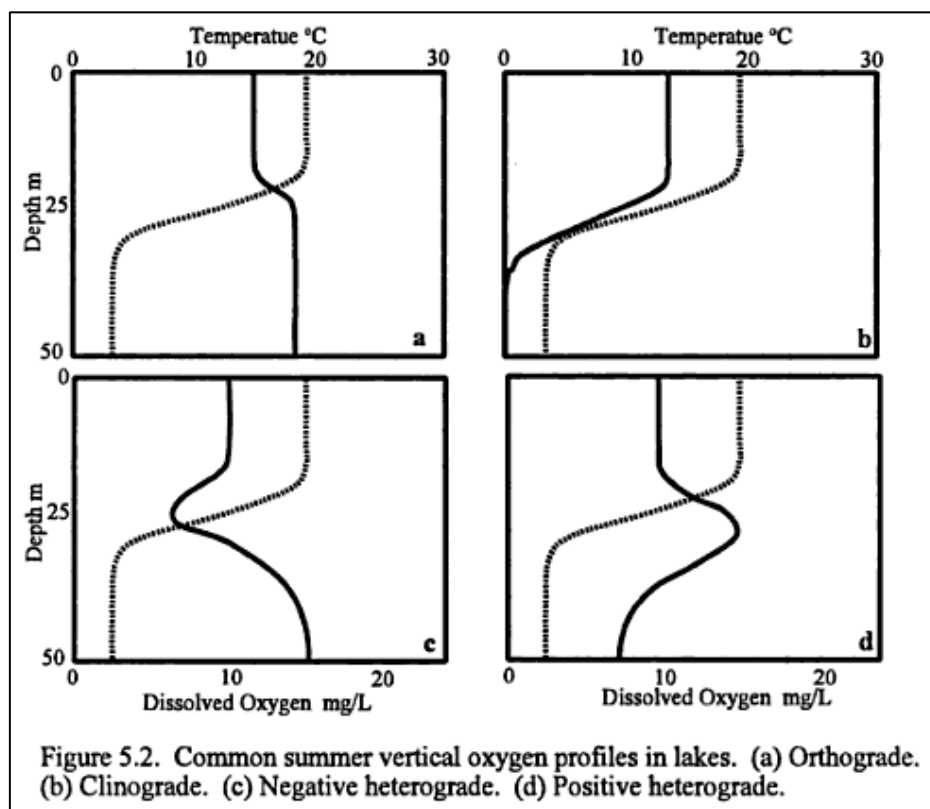 Temperatue ºC
Temperatue ºC
0 10 20 30
0 10 20 30
0
Depth m
25
50
a
b
0
Depth m
25
50
c
d
0 10 20
0 10 20
Dissolved Oxygen mg/L
Dissolved Oxygen mg/L
Figure 5.2. Common summer vertical oxygen profiles in lakes. (a) Orthograde.
(b) Clinograde. (c) Negative heterograde. (d) Positive heterograde.